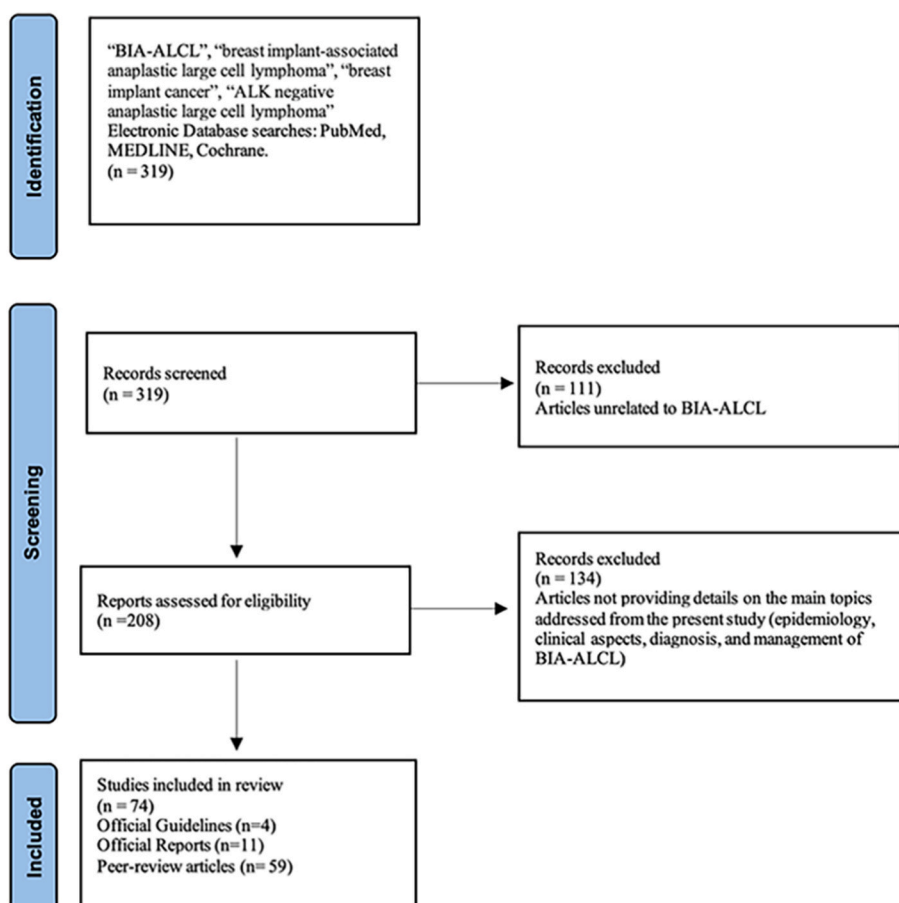 Identification
“BIA-ALCL”, “breast implant-associated
anaplastic large cell lymphoma”, “breast
implant cancer”, “ALK negative
anaplastic large cell lymphoma”
Electronic Database searches: PubMed,
MEDLINE, Cochrane.
(n = 319)
Screening
Records screened
(n = 319)
Records excluded
(n = 111)
Articles unrelated to BIA-ALCL
Reports assessed for eligibility
(n =208)
Records excluded
(n = 134)
Articles not providing details on the main topics
addressed from the present study (epidemiology,
clinical aspects, diagnosis, and management of
BIA-ALCL)
Included
Studies included in review
(n = 74)
Official Guidelines (n=4)
Official Reports (n=11)
Peer-review articles (n= 59)